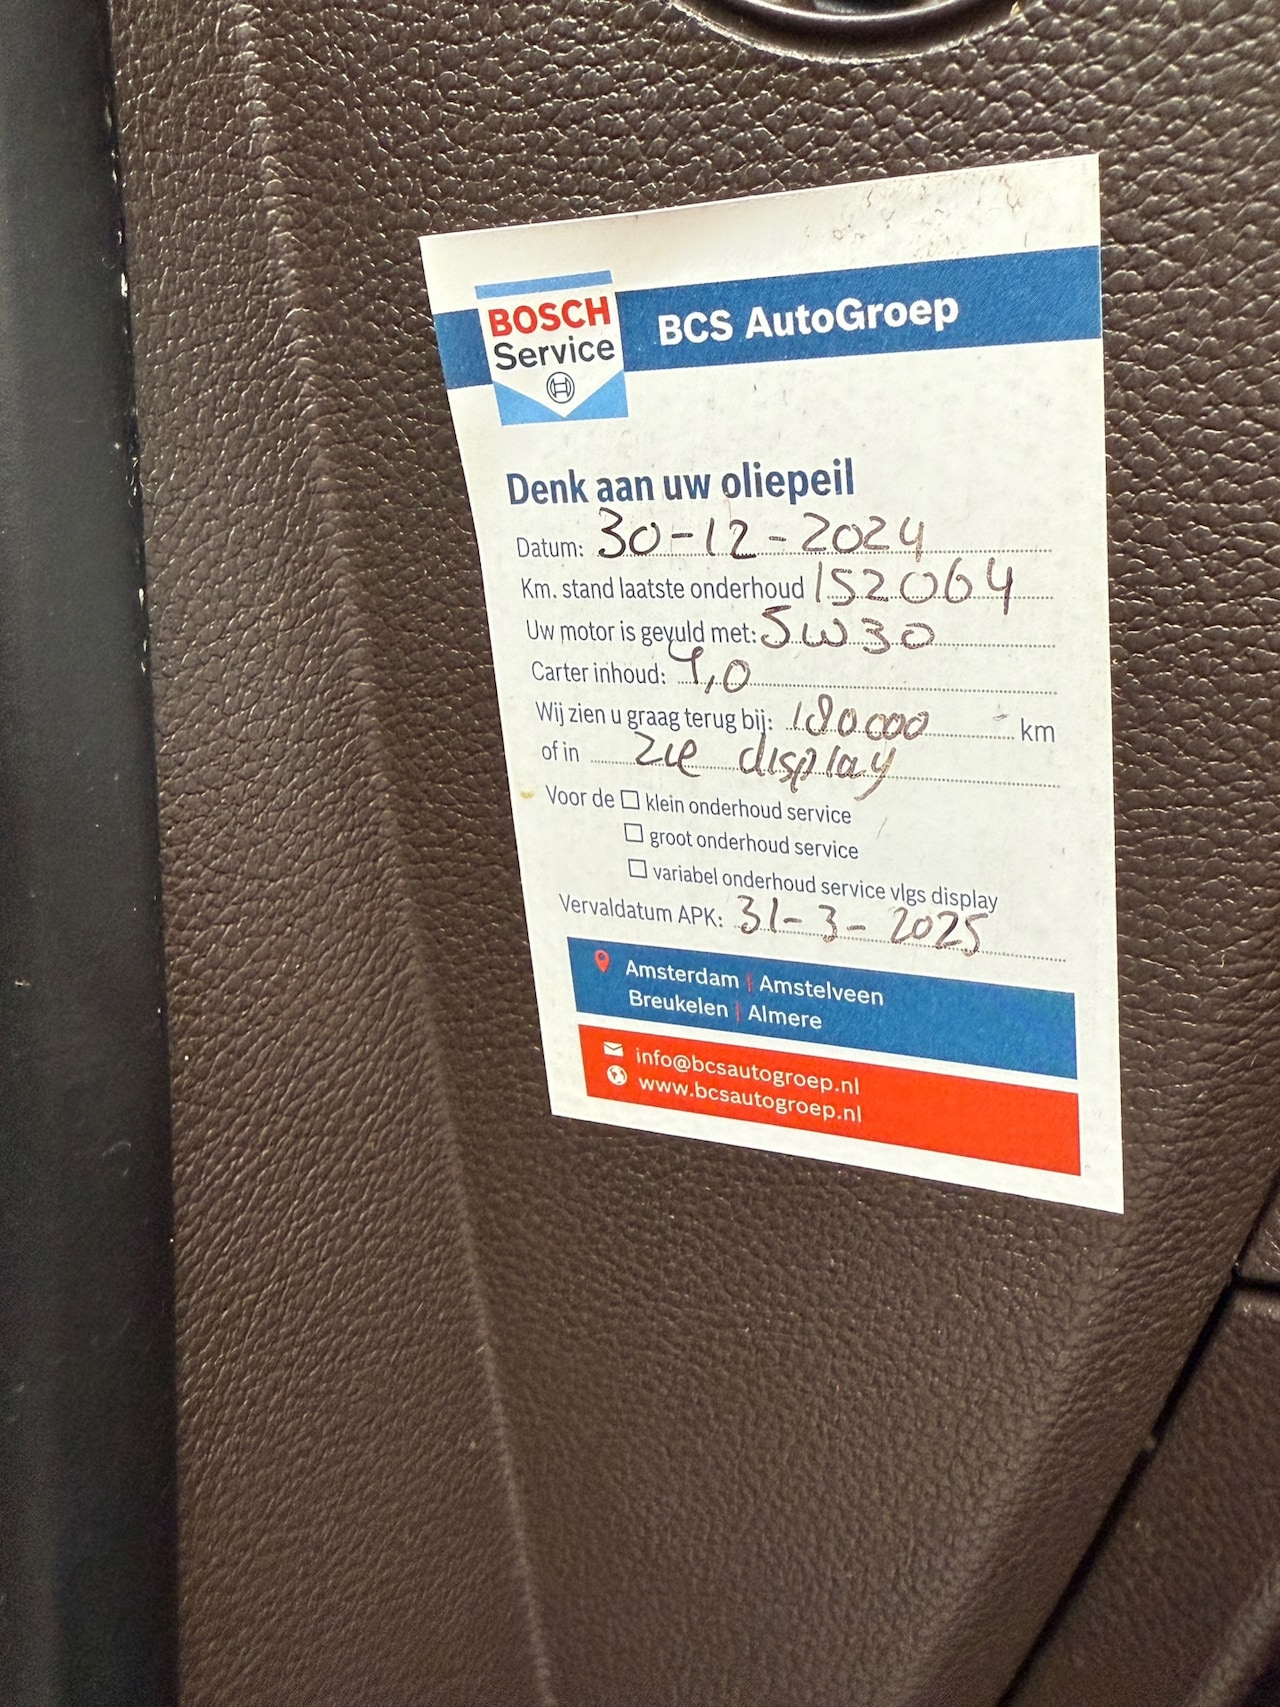 BOSCH
Service
BCS AutoGroep
Denk aan uw oliepeil
Datum: 30-12-2024
Km. stand laatste onderhoud 152064
Uw motor is gevuld met: 5W30
Carter inhoud: 4,0
Wij zien u graag terug bij: 180.000 km
of in zie display
Voor de ☐ klein onderhoud service
☐ groot onderhoud service
☐ variabel onderhoud service vlgs display
Vervaldatum APK: 31-3-2025
Amsterdam | Amstelveen
Breukelen | Almere
info@bcsautogroep.nl
www.bcsautogroep.nl